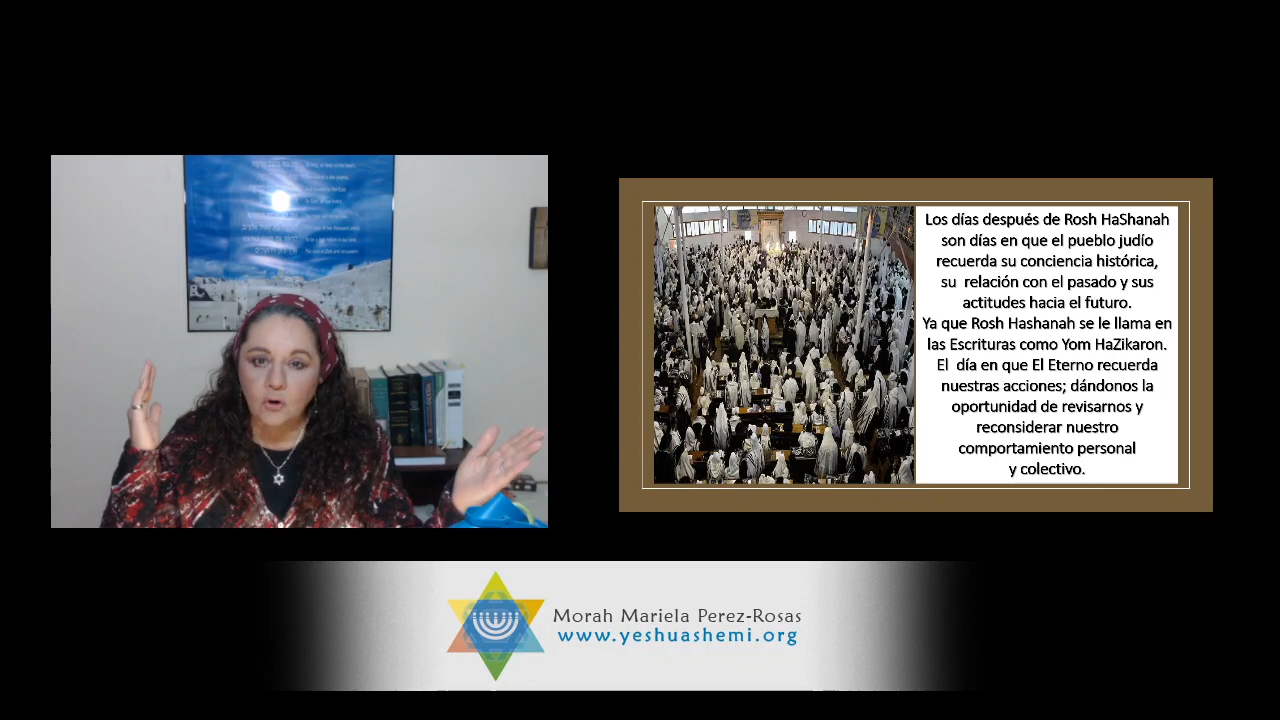 Los días después de Rosh HaShanah
son días en que el pueblo judío
recuerda su conciencia histórica,
su relación con el pasado y sus
actitudes hacia el futuro.
Ya que Rosh Hashanah se le llama en
las Escrituras como Yom HaZikaron.
El día en que El Eterno recuerda
nuestras acciones; dándonos la
oportunidad de revisarnos y
reconsiderar nuestro
comportamiento personal
y colectivo.
Morah Mariela Perez-Rosas
www.yeshuashemi.org